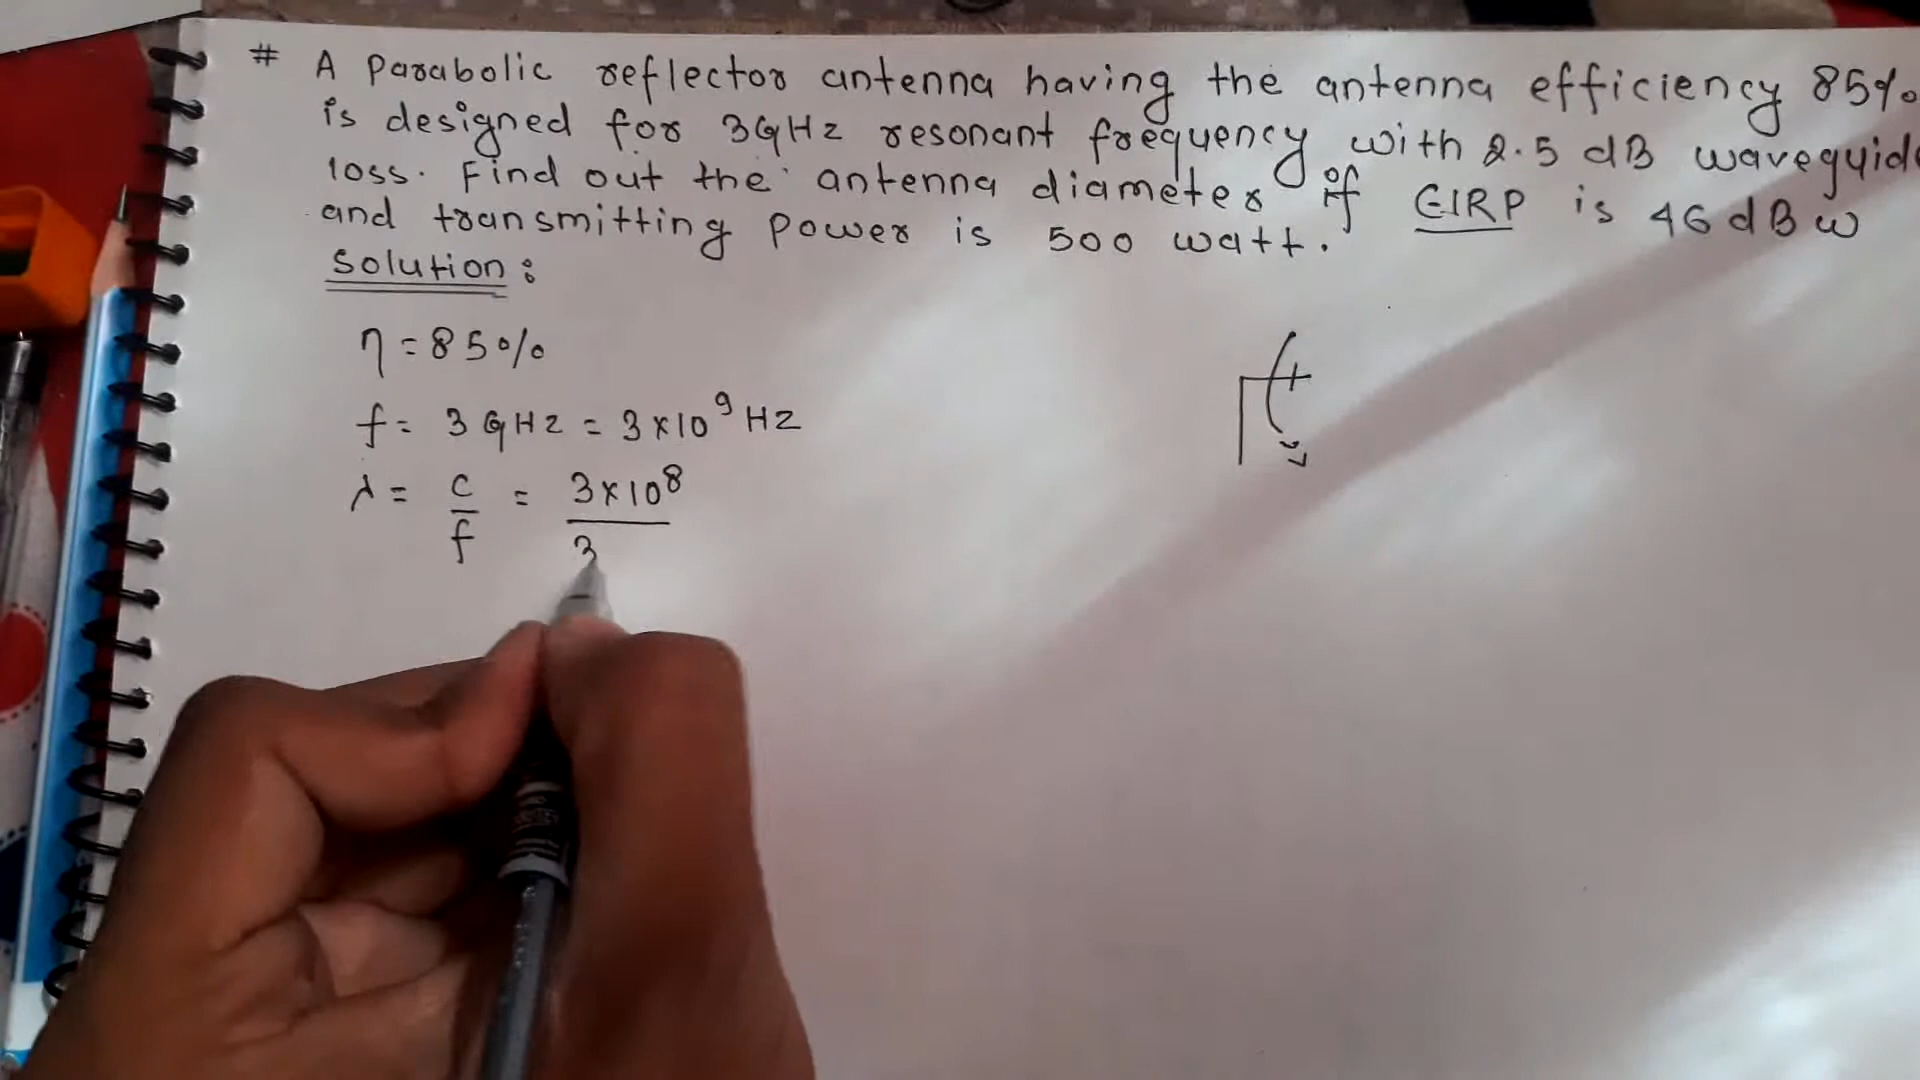 # A parabolic reflector antenna having the antenna efficiency 85%
is designed for 3GHz resonant frequency with 2.5 dB waveguide
loss. Find out the antenna diameter of if EIRP is 46 dBw
and transmitting power is 500 watt.
Solution:
η = 85%
f = 3 GHz = 3×10⁹ Hz
λ = c/f = 3×10⁸/3